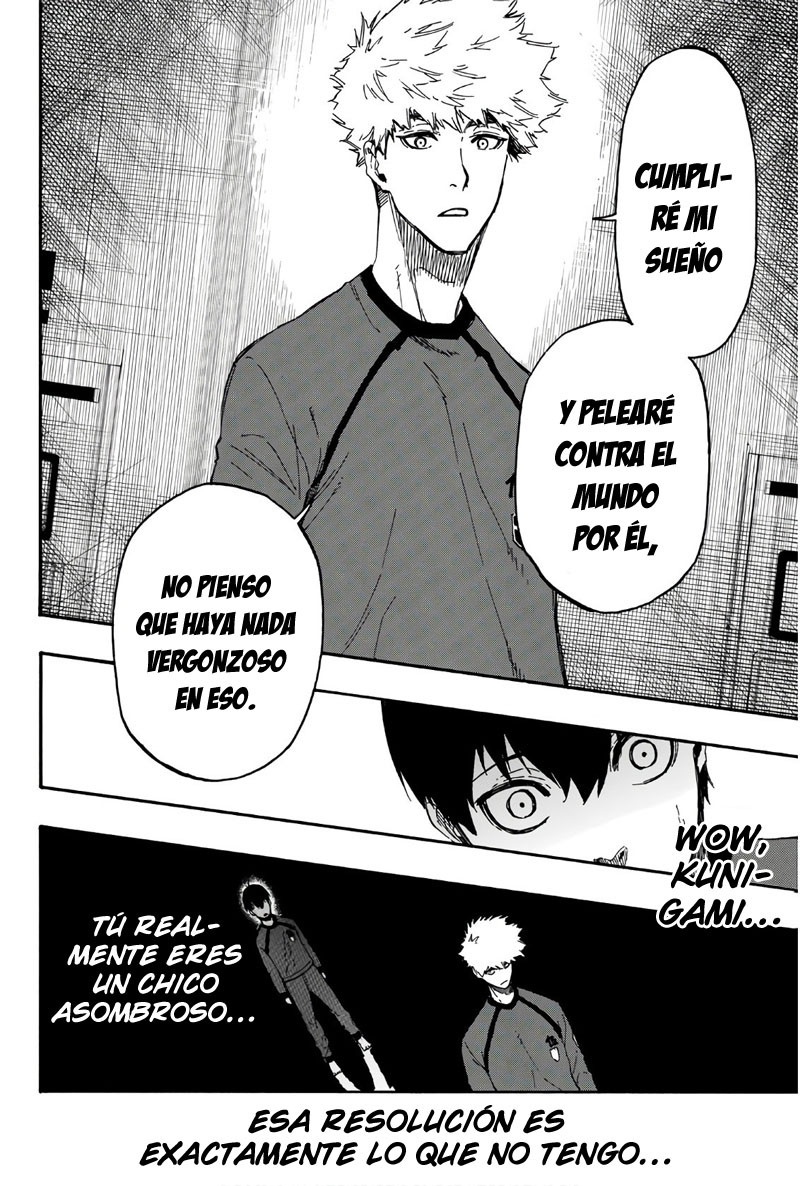 CUMPLI-
RÉ MI
SUEÑO
Y PELEARÉ
CONTRA EL
MUNDO
POR ÉL,
NO PIENSO
QUE HAYA NADA
VERGONZOSO
EN ESO.
WOW,
KUNI-
GAMI...
TÚ REAL-
MENTE ERES
UN CHICO
ASOMBROSO...
ESA RESOLUCIÓN ES
EXACTAMENTE LO QUE NO TENGO...